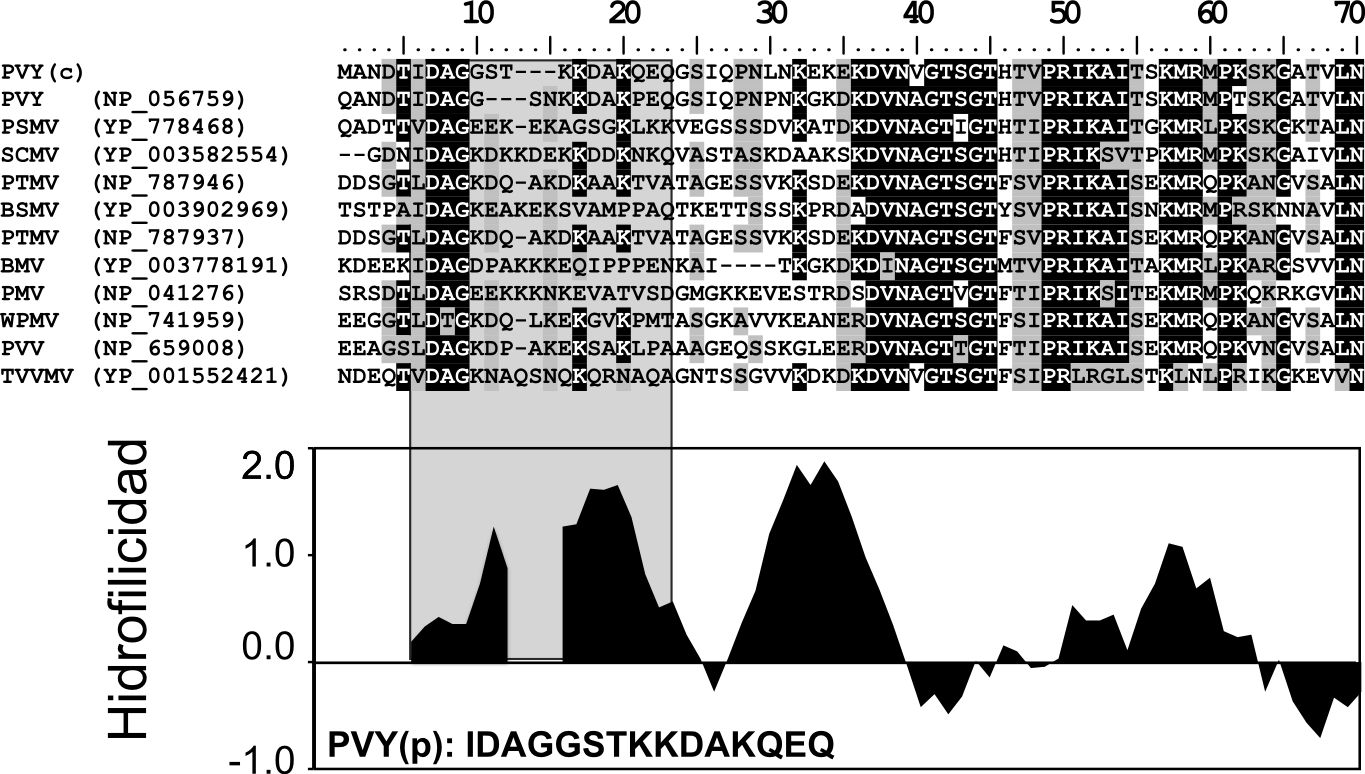 10 20 30 40 50 60 70
PVY(c) MANDTIDAGGST---KKDAKQEQGSIQPNLNKEKEKDVNVGTSGTHTVPRIKAITSKMRMPKSKGATVLN
PVY (NP_056759) QANDTIDAGG---SNKKDAKPEQGSIQPNPNKGKDKDVNAGTSGTHTVPRIKAITSKMRMPTSKGATVLN
PSMV (YP_778468) QADTTVDAGEEK-EKAGSGKLKKVEGSSSDVKATDKDVNAGTIGTHTIPRIKAITGKMRLPKSKGKTALN
SCMV (YP_003582554) --GDNIDAGKDKKDEKKDDKNKQVASTASKDAAKSKDVNAGTSGTHTIPRIKSVTPKMRMPKSKGAIVLN
PTMV (NP_787946) DDSGTLDAGKDQ-AKDKAAKTVATAGESSVKKSDEKDVNAGTSGTFSVPRIKAISEKMRQPKANGVSALN
BSMV (YP_003902969) TSTPAIDAGKEAKEKSVAMPPAQTKETTSSSKPRDADVNAGTSGTYSVPRIKAISNKMRMPRSKNNAVLN
PTMV (NP_787937) DDSGTLDAGKDQ-AKDKAAKTVATAGESSVKKSDEKDVNAGTSGTFSVPRIKAISEKMRQPKANGVSALN
BMV (YP_003778191) KDEEKIDAGDPAKKKEQIPPPENKAI----TKGKDKDINAGTSGTMTVPRIKAITAKMRLPKARGSVVLN
PMV (NP_041276) SRSDTLDAGEEKKKNKEVATVSDGMGKKEVESTRDSDVNAGTVGTFTIPRIKSITEKMRMPKQKRKGVLN
WPMV (NP_741959) EEGGTLDTGKDQ-LKEKGVKPMTASGKAVVKEANERDVNAGTSGTFSIPRIKAISEKMRQPKANGVSALN
PVV (NP_659008) EEAGSLDAGKDP-AKEKSAKLPAAAGEQSSKGLEERDVNAGTTGTFTIPRIKAISEKMRQPKVNGVSALN
TVVMV (YP_001552421) NDEQTVDAGKNAQSNQKQRNAQAGNTSSGVVKDKDKDVNAGTSGTFSIPRLRGLSTKLNLPRIKGKEVVN
Hidrofilicidad
2.0
1.0
0.0
-1.0
PVY(p): IDAGGSTKKDAKQEQ